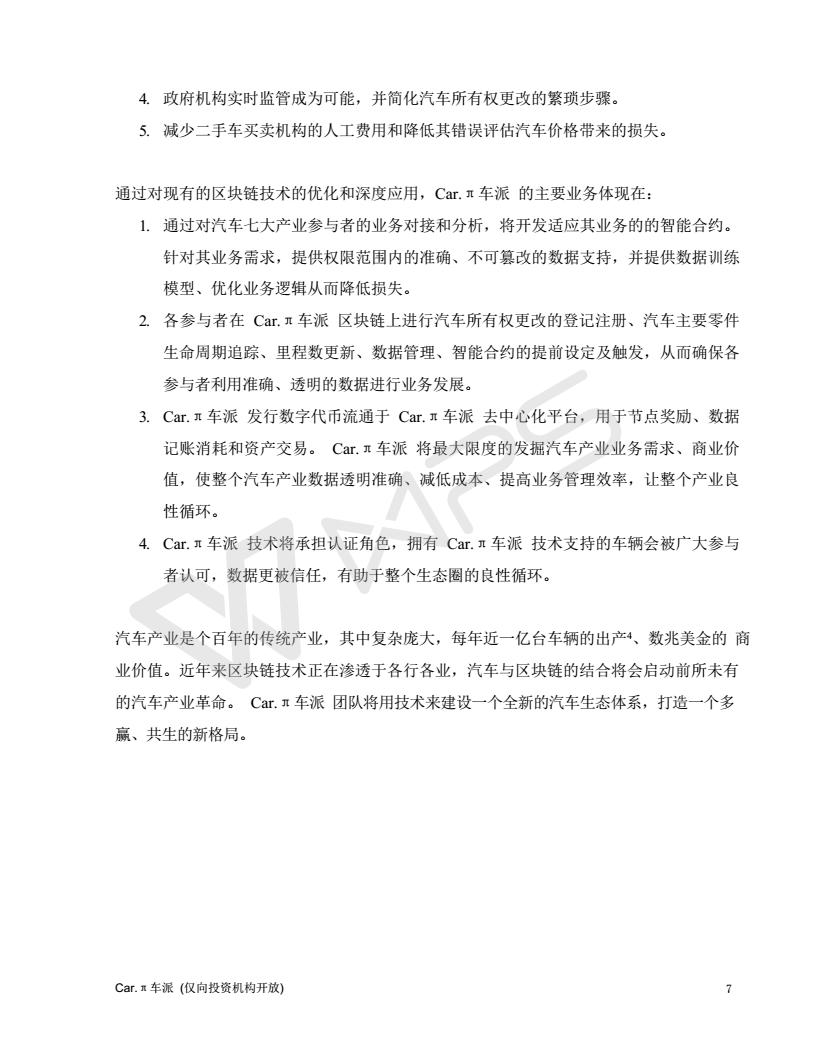 4. 政府机构实时监管成为可能，并简化汽车所有权更改的繁琐步骤。
5. 减少二手车买卖机构的人工费用和降低其错误评估汽车价格带来的损失。
通过对现有的区块链技术的优化和深度应用，Car.π车派 的主要业务体现在：
1. 通过对汽车七大产业参与者的业务对接和分析，将开发适应其业务的的智能合约。
针对其业务需求，提供权限范围内的准确、不可篡改的数据支持，并提供数据训练
模型、优化业务逻辑从而降低损失。
2. 各参与者在 Car.π车派 区块链上进行汽车所有权更改的登记注册、汽车主要零件
生命周期追踪、里程数更新、数据管理、智能合约的提前设定及触发，从而确保各
参与者利用准确、透明的数据进行业务发展。
3. Car.π车派 发行数字代币流通于 Car.π车派 去中心化平台，用于节点奖励、数据
记账消耗和资产交易。 Car.π车派 将最大限度的发掘汽车产业业务需求、商业价
值，使整个汽车产业数据透明准确、减低成本、提高业务管理效率，让整个产业良
性循环。
4. Car.π车派 技术将承担认证角色，拥有 Car.π车派 技术支持的车辆会被广大参与
者认可，数据更被信任，有助于整个生态圈的良性循环。
汽车产业是个百年的传统产业，其中复杂庞大，每年近一亿台车辆的出产⁴、数兆美金的 商
业价值。近年来区块链技术正在渗透于各行各业，汽车与区块链的结合将会启动前所未有
的汽车产业革命。 Car.π车派 团队将用技术来建设一个全新的汽车生态体系，打造一个多
赢、共生的新格局。
Car.π车派 (仅向投资机构开放) 7
WAPS